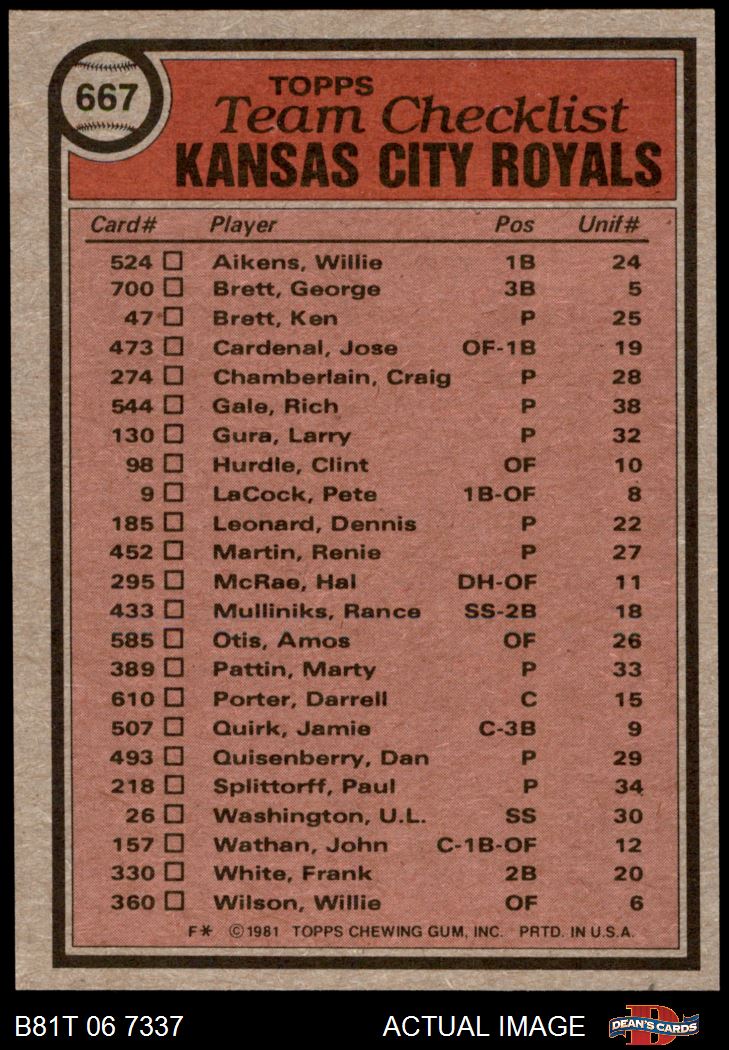 667
TOPPS
Team Checklist
KANSAS CITY ROYALS
Card# Player Pos Unif#
524 □ Aikens, Willie 1B 24
700 □ Brett, George 3B 5
47 □ Brett, Ken P 25
473 □ Cardenal, Jose OF-1B 19
274 □ Chamberlain, Craig P 28
544 □ Gale, Rich P 38
130 □ Gura, Larry P 32
98 □ Hurdle, Clint OF 10
9 □ LaCock, Pete 1B-OF 8
185 □ Leonard, Dennis P 22
452 □ Martin, Renie P 27
295 □ McRae, Hal DH-OF 11
433 □ Mulliniks, Rance SS-2B 18
585 □ Otis, Amos OF 26
389 □ Pattin, Marty P 33
610 □ Porter, Darrell C 15
507 □ Quirk, Jamie C-3B 9
493 □ Quisenberry, Dan P 29
218 □ Splittorff, Paul P 34
26 □ Washington, U.L. SS 30
157 □ Wathan, John C-1B-OF 12
330 □ White, Frank 2B 20
360 □ Wilson, Willie OF 6
F* ©1981 TOPPS CHEWING GUM, INC. PRTD. IN U.S.A.
B81T 06 7337 ACTUAL IMAGE DEAN'S CARDS